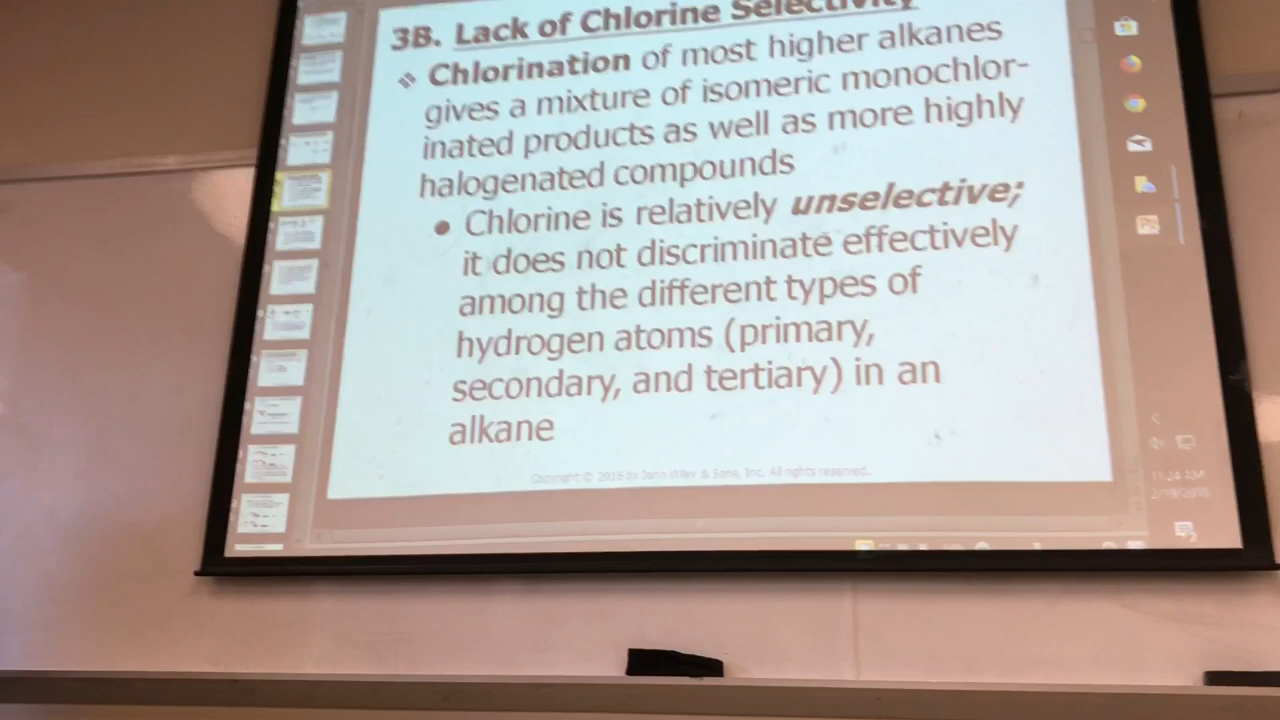 3B. Lack of Chlorine Selectivity
❖ Chlorination of most higher alkanes
gives a mixture of isomeric monochlor-
inated products as well as more highly
halogenated compounds
• Chlorine is relatively unselective;
it does not discriminate effectively
among the different types of
hydrogen atoms (primary,
secondary, and tertiary) in an
alkane
Copyright © 2016 by John Wiley & Sons, Inc. All rights reserved.
11:24 AM